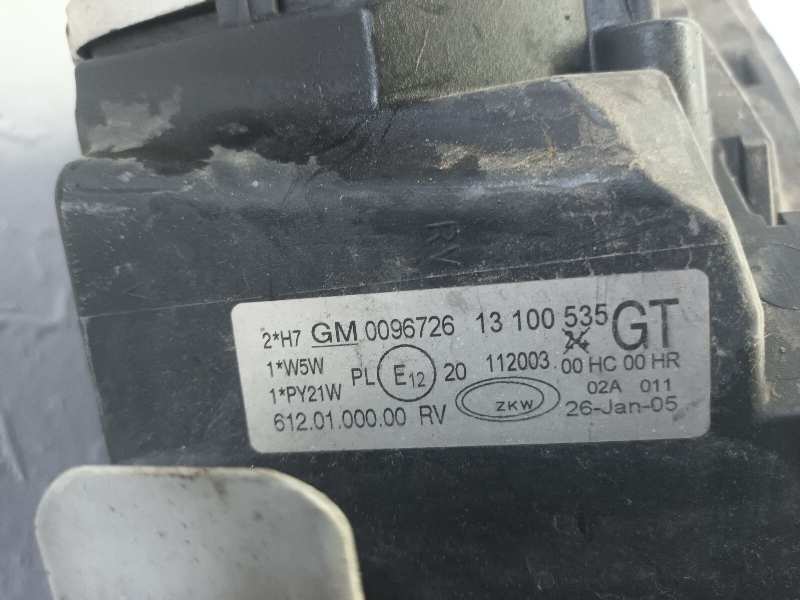 RV
2*H7 GM 0096726 13 100 535 GT
1*W5W PL E12 20 112003 .00 HC 00 HR
1*PY21W ZKW 02A 011
612.01.000.00 RV 26-Jan-05